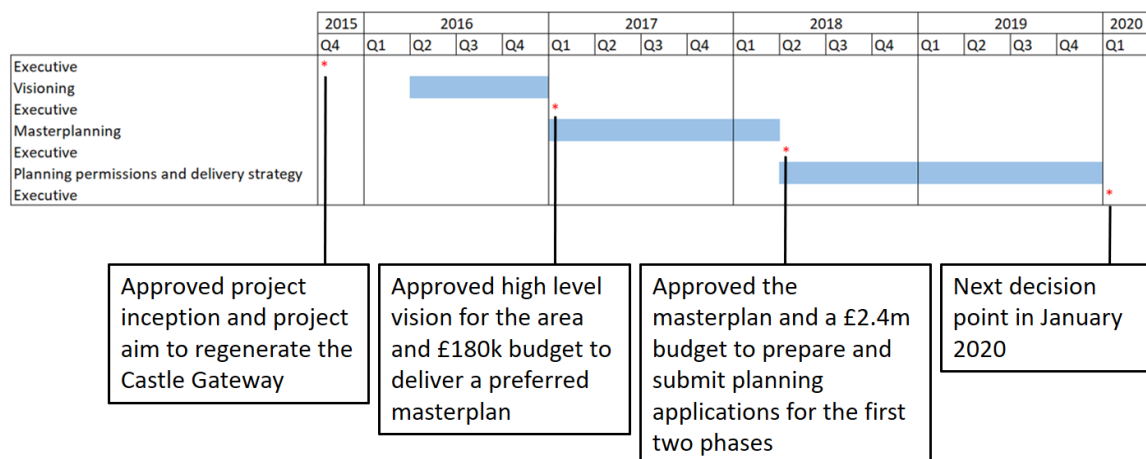 2015 2016 2017 2018 2019 2020
Q4 Q1 Q2 Q3 Q4 Q1 Q2 Q3 Q4 Q1 Q2 Q3 Q4 Q1 Q2 Q3 Q4 Q1
Executive *
Visioning
Executive *
Masterplanning
Executive *
Planning permissions and delivery strategy
Executive *
Approved project
inception and project
aim to regenerate the
Castle Gateway
Approved high level
vision for the area
and £180k budget to
deliver a preferred
masterplan
Approved the
masterplan and a £2.4m
budget to prepare and
submit planning
applications for the first
two phases
Next decision
point in January
2020